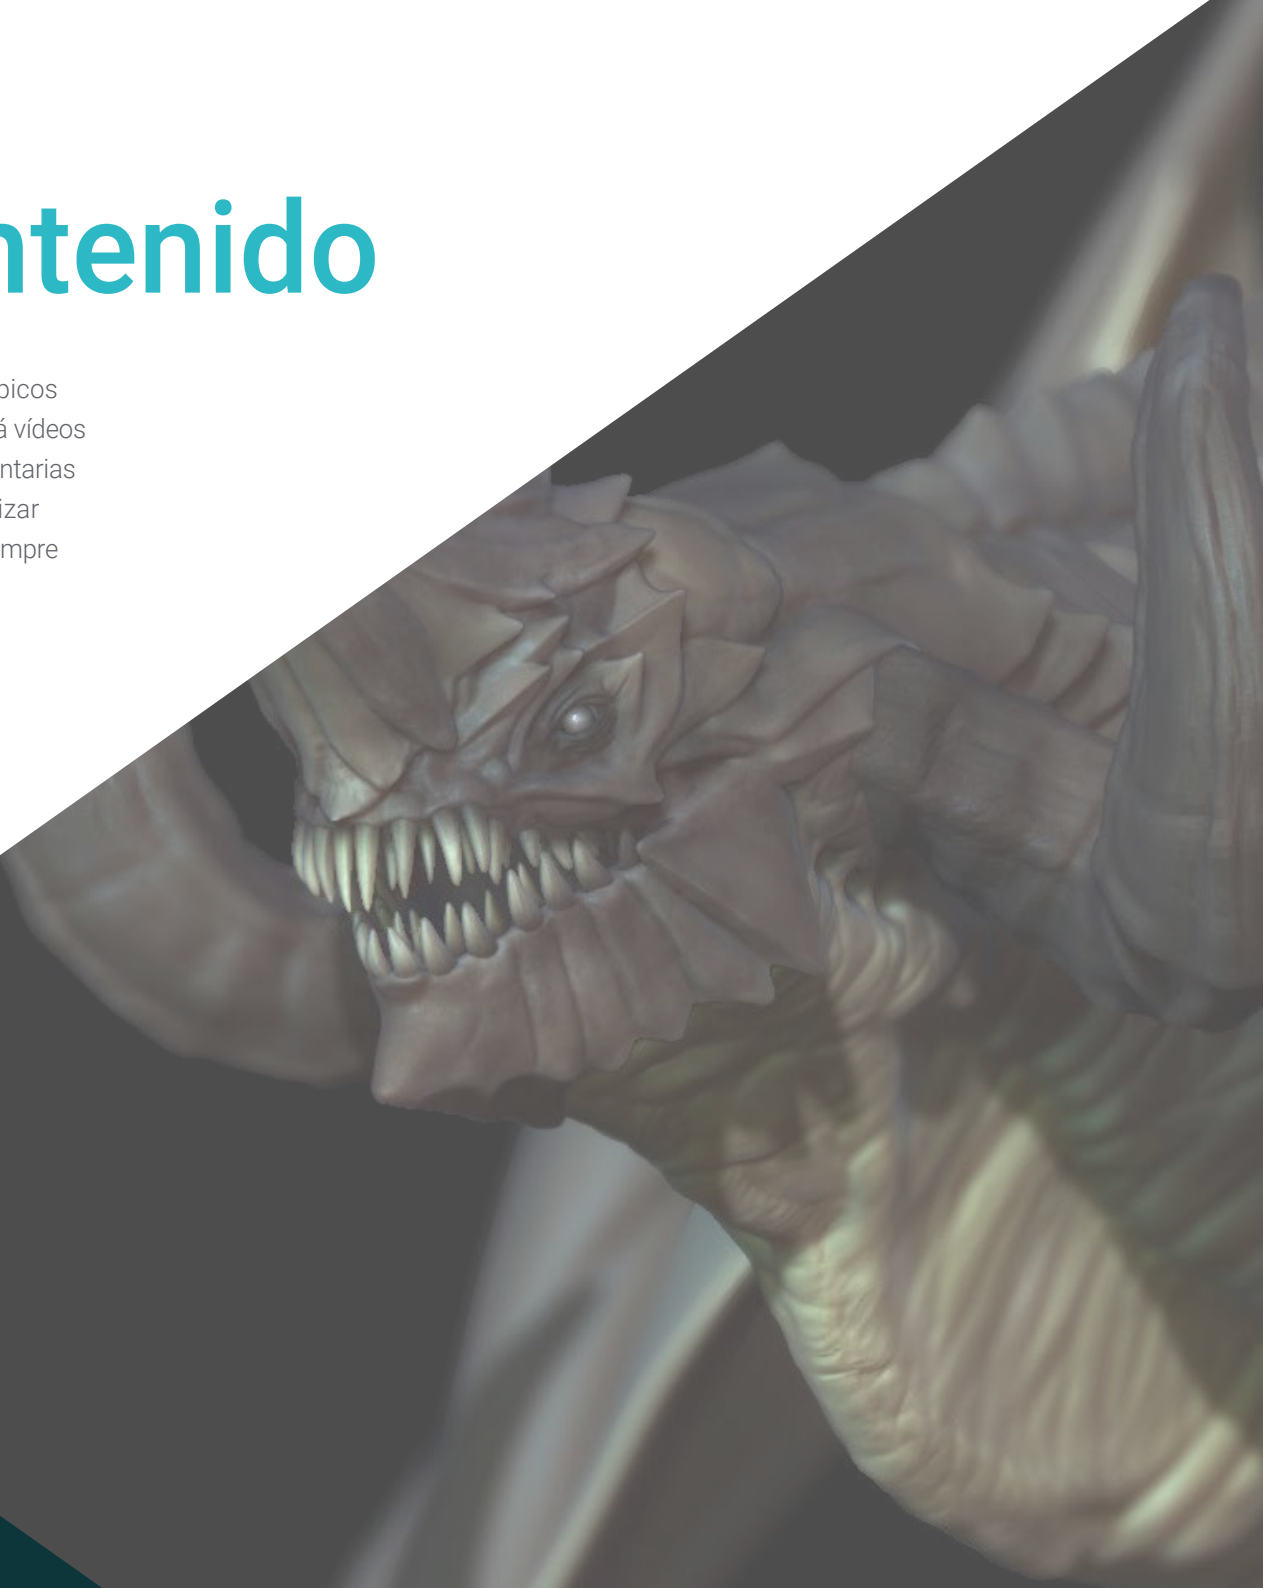 ntenido
picos
á vídeos
ntarias
izar
mpre